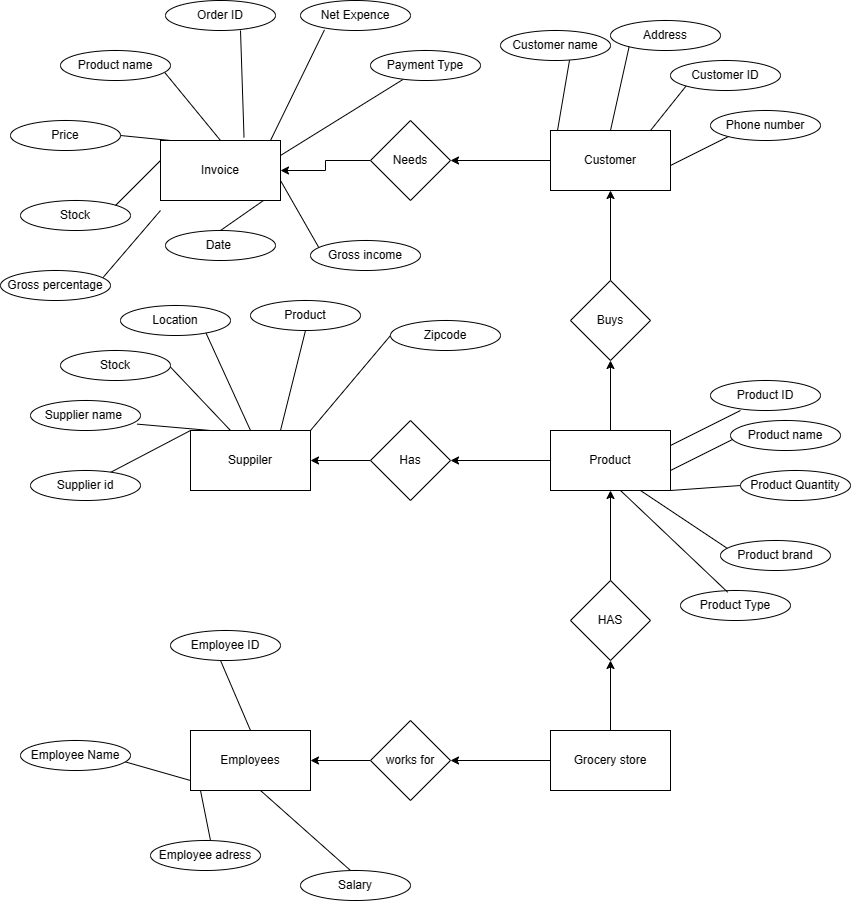 Order ID
Net Expence
Product name
Payment Type
Price
Invoice
Stock
Date
Gross income
Gross percentage
Needs
Customer name
Address
Customer ID
Phone number
Customer
Buys
Location
Product
Zipcode
Stock
Supplier name
Supplier id
Suppiler
Has
Product
Product ID
Product name
Product Quantity
Product brand
Product Type
HAS
Employee ID
Employee Name
Employees
works for
Grocery store
Employee adress
Salary